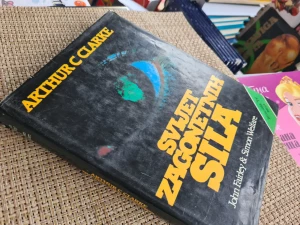 ARTHUR C CLARKE
SVIJET
ZAGONETNIH
SILA
John Fairley & Simon Welfare